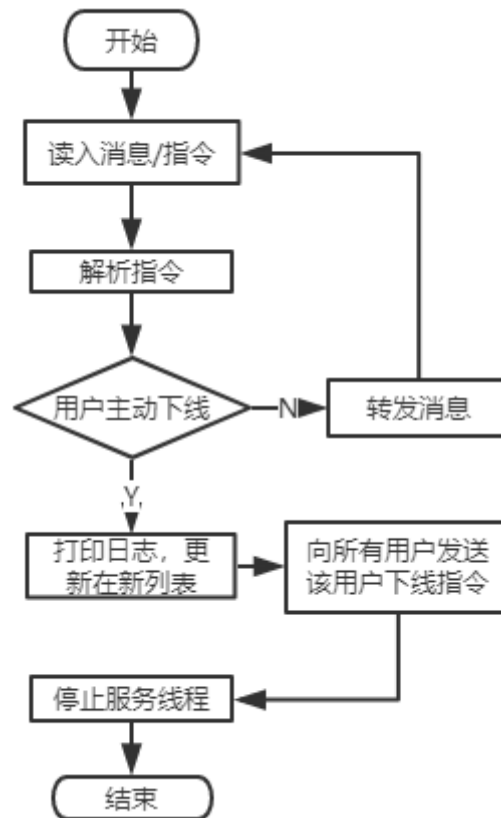 开始
读入消息/指令
解析指令
用户主动下线
N
转发消息
Y
打印日志，更
新在新列表
向所有用户发送
该用户下线指令
停止服务线程
结束